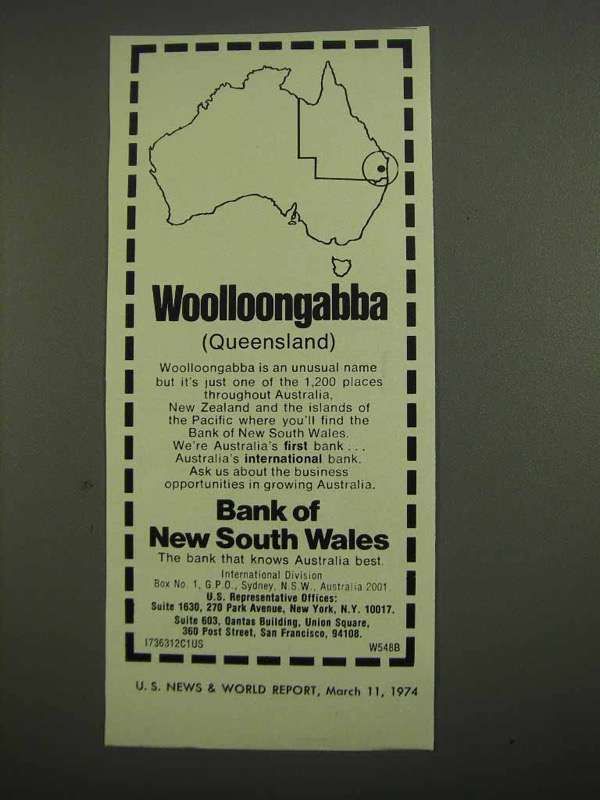 Woolloongabba
(Queensland)
Woolloongabba is an unusual name
but it's just one of the 1,200 places
throughout Australia,
New Zealand and the islands of
the Pacific where you'll find the
Bank of New South Wales.
We're Australia's first bank . . .
Australia's international bank.
Ask us about the business
opportunities in growing Australia.
Bank of
New South Wales
The bank that knows Australia best.
International Division
Box No. 1, G.P.O., Sydney, N.S.W., Australia 2001
U.S. Representative Offices:
Suite 1630, 270 Park Avenue, New York, N.Y. 10017.
Suite 603, Qantas Building, Union Square,
360 Post Street, San Francisco, 94108.
1736312C1US W548B
U. S. NEWS & WORLD REPORT, March 11, 1974